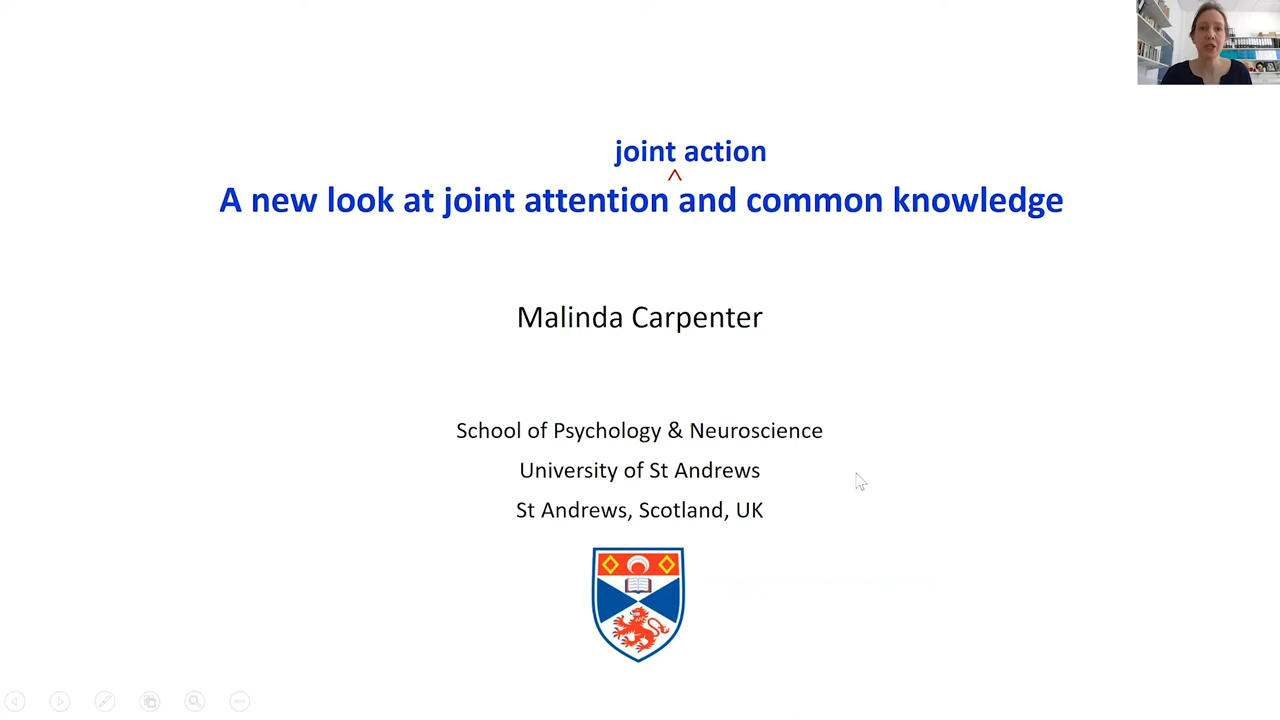 joint action
^
A new look at joint attention and common knowledge
Malinda Carpenter
School of Psychology & Neuroscience
University of St Andrews
St Andrews, Scotland, UK